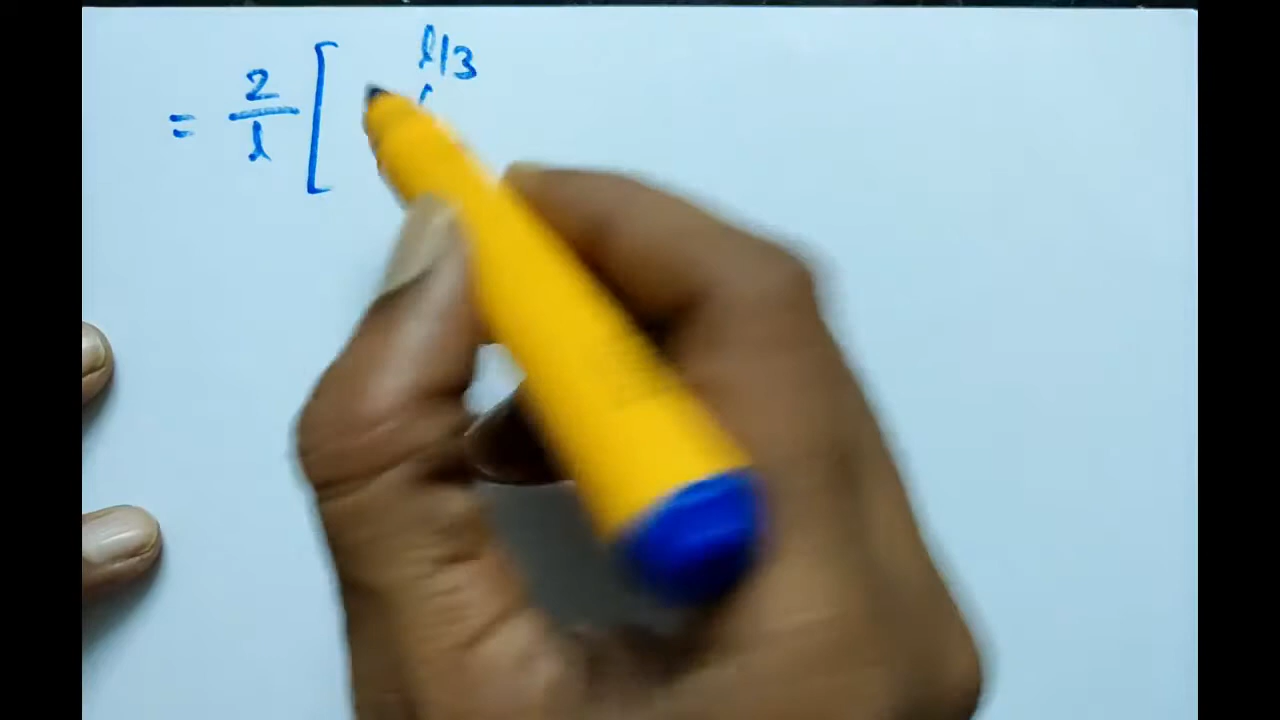 = 2/l [ ∫ l/3